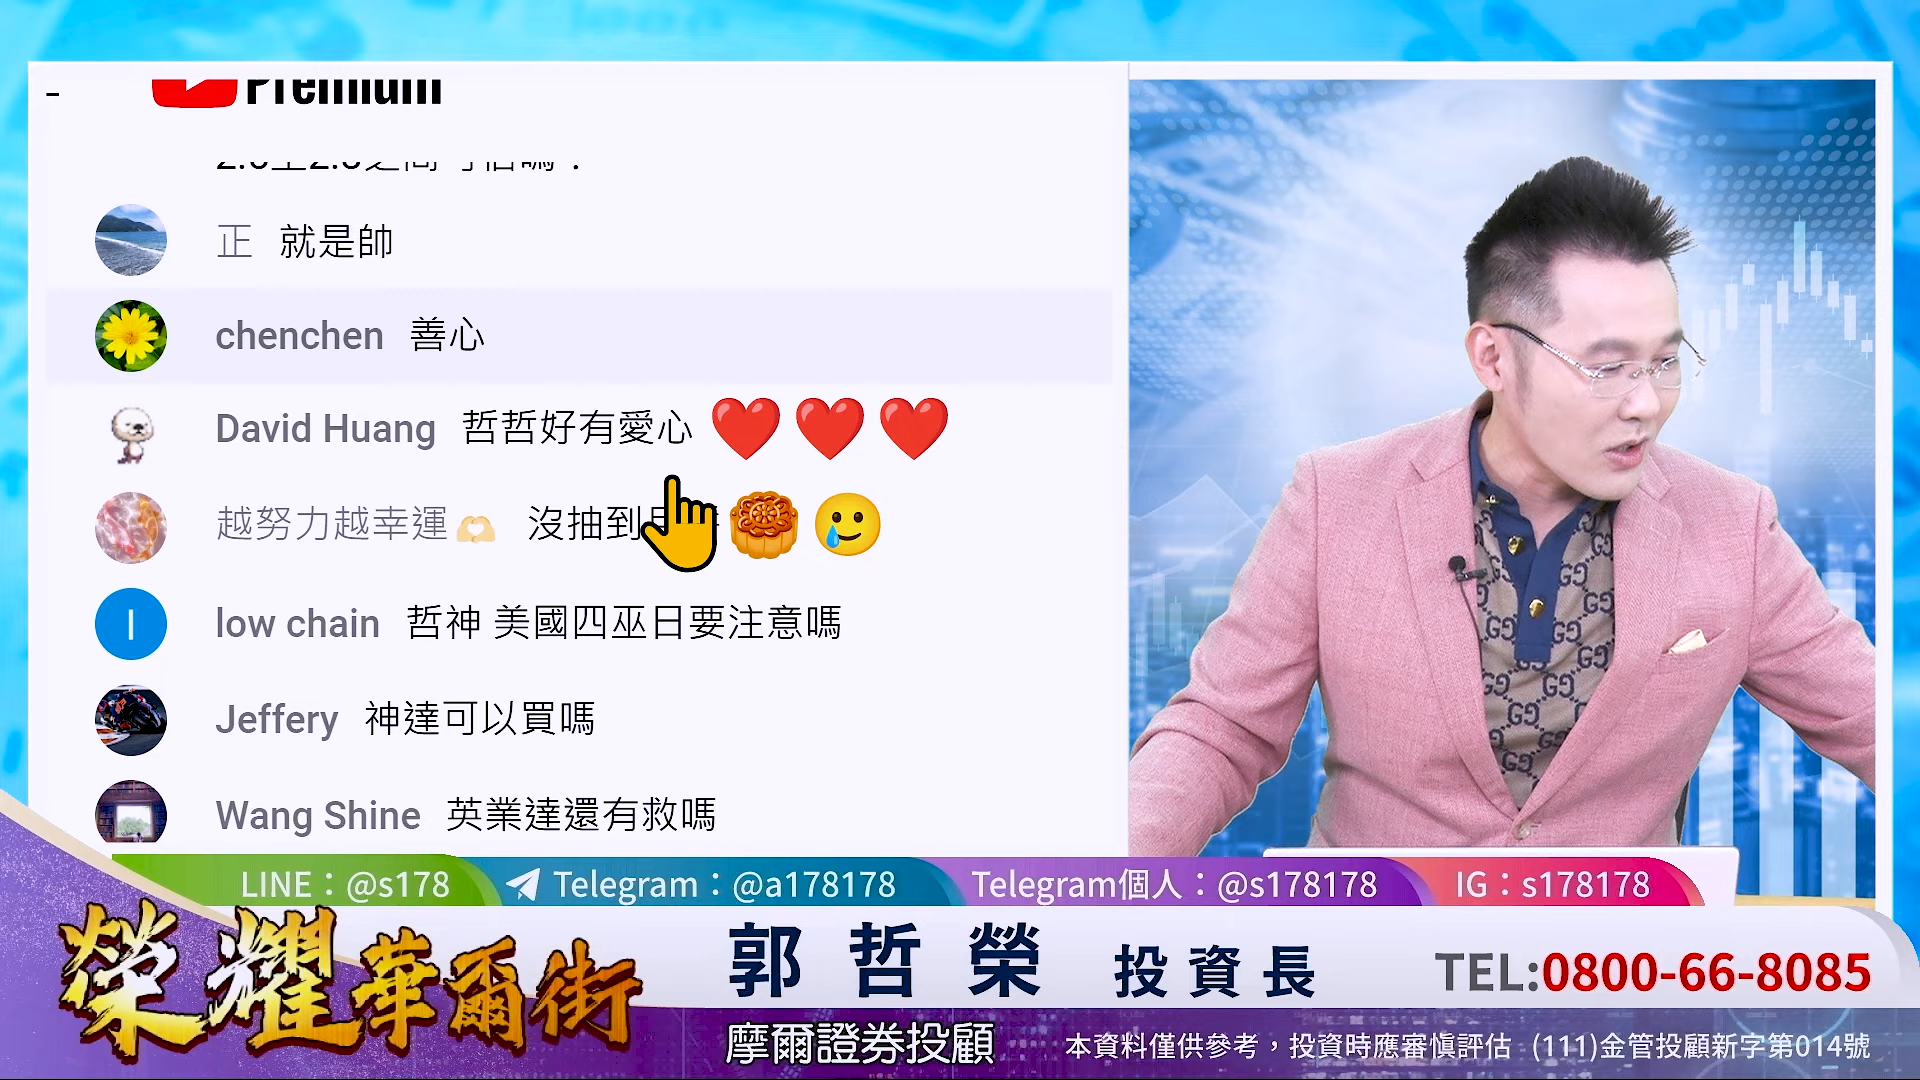 Premium
正 就是帥
chenchen 善心
David Huang 哲哲好有愛心
越努力越幸運 沒抽到
low chain 哲神 美國四巫日要注意嗎
Jeffery 神達可以買嗎
Wang Shine 英業達還有救嗎
LINE：@s178
Telegram：@a178178
Telegram個人：@s178178
IG：s178178
榮耀華爾街
郭哲榮 投資長
TEL:0800-66-8085
摩爾證券投顧
本資料僅供參考，投資時應審慎評估 (111)金管投顧新字第014號